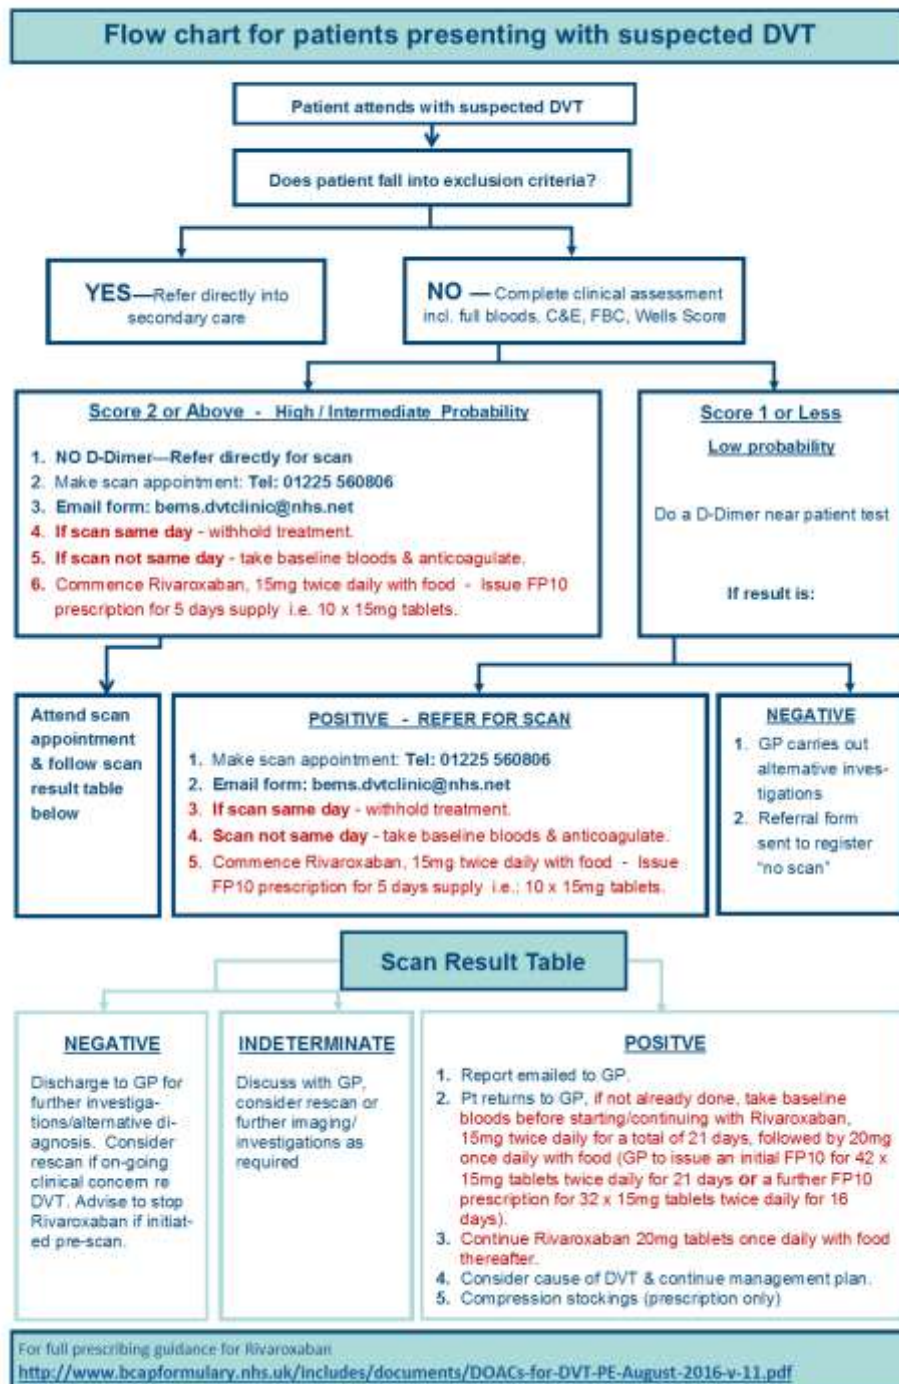 Flow chart for patients presenting with suspected DVT
Patient attends with suspected DVT
Does patient fall into exclusion criteria?
YES—Refer directly into
secondary care
NO — Complete clinical assessment
incl. full bloods, C&E, FBC, Wells Score
Score 2 or Above - High / Intermediate Probability
1. NO D-Dimer—Refer directly for scan
2. Make scan appointment: Tel: 01225 560806
3. Email form: bems.dvtclinic@nhs.net
4. If scan same day - withhold treatment.
5. If scan not same day - take baseline bloods & anticoagulate.
6. Commence Rivaroxaban, 15mg twice daily with food - Issue FP10
prescription for 5 days supply i.e. 10 x 15mg tablets.
Score 1 or Less
Low probability
Do a D-Dimer near patient test
If result is:
Attend scan
appointment
& follow scan
result table
below
POSITIVE - REFER FOR SCAN
1. Make scan appointment: Tel: 01225 560806
2. Email form: bems.dvtclinic@nhs.net
3. If scan same day - withhold treatment.
4. Scan not same day - take baseline bloods & anticoagulate.
5. Commence Rivaroxaban, 15mg twice daily with food - Issue
FP10 prescription for 5 days supply i.e.: 10 x 15mg tablets.
NEGATIVE
1. GP carries out
alternative inves-
tigations
2. Referral form
sent to register
"no scan"
Scan Result Table
NEGATIVE
Discharge to GP for
further investiga-
tions/alternative di-
agnosis. Consider
rescan if on-going
clinical concern re
DVT. Advise to stop
Rivaroxaban if initiat-
ed pre-scan.
INDETERMINATE
Discuss with GP,
consider rescan or
further imaging/
investigations as
required
POSITVE
1. Report emailed to GP.
2. Pt returns to GP, if not already done, take baseline
bloods before starting/continuing with Rivaroxaban,
15mg twice daily for a total of 21 days, followed by 20mg
once daily with food (GP to issue an initial FP10 for 42 x
15mg tablets twice daily for 21 days or a further FP10
prescription for 32 x 15mg tablets twice daily for 16
days).
3. Continue Rivaroxaban 20mg tablets once daily with food
thereafter.
4. Consider cause of DVT & continue management plan.
5. Compression stockings (prescription only)
For full prescribing guidance for Rivaroxaban
http://www.bcapformulary.nhs.uk/includes/documents/DOACs-for-DVT-PE-August-2016-v-11.pdf